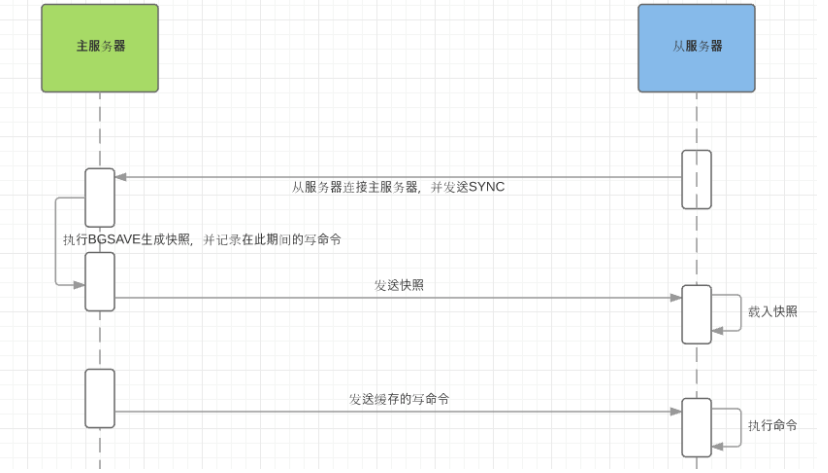 主服务器
从服务器
从服务器连接主服务器，并发送SYNC
执行BGSAVE生成快照，并记录在此期间的写命令
发送快照
载入快照
发送缓存的写命令
执行命令